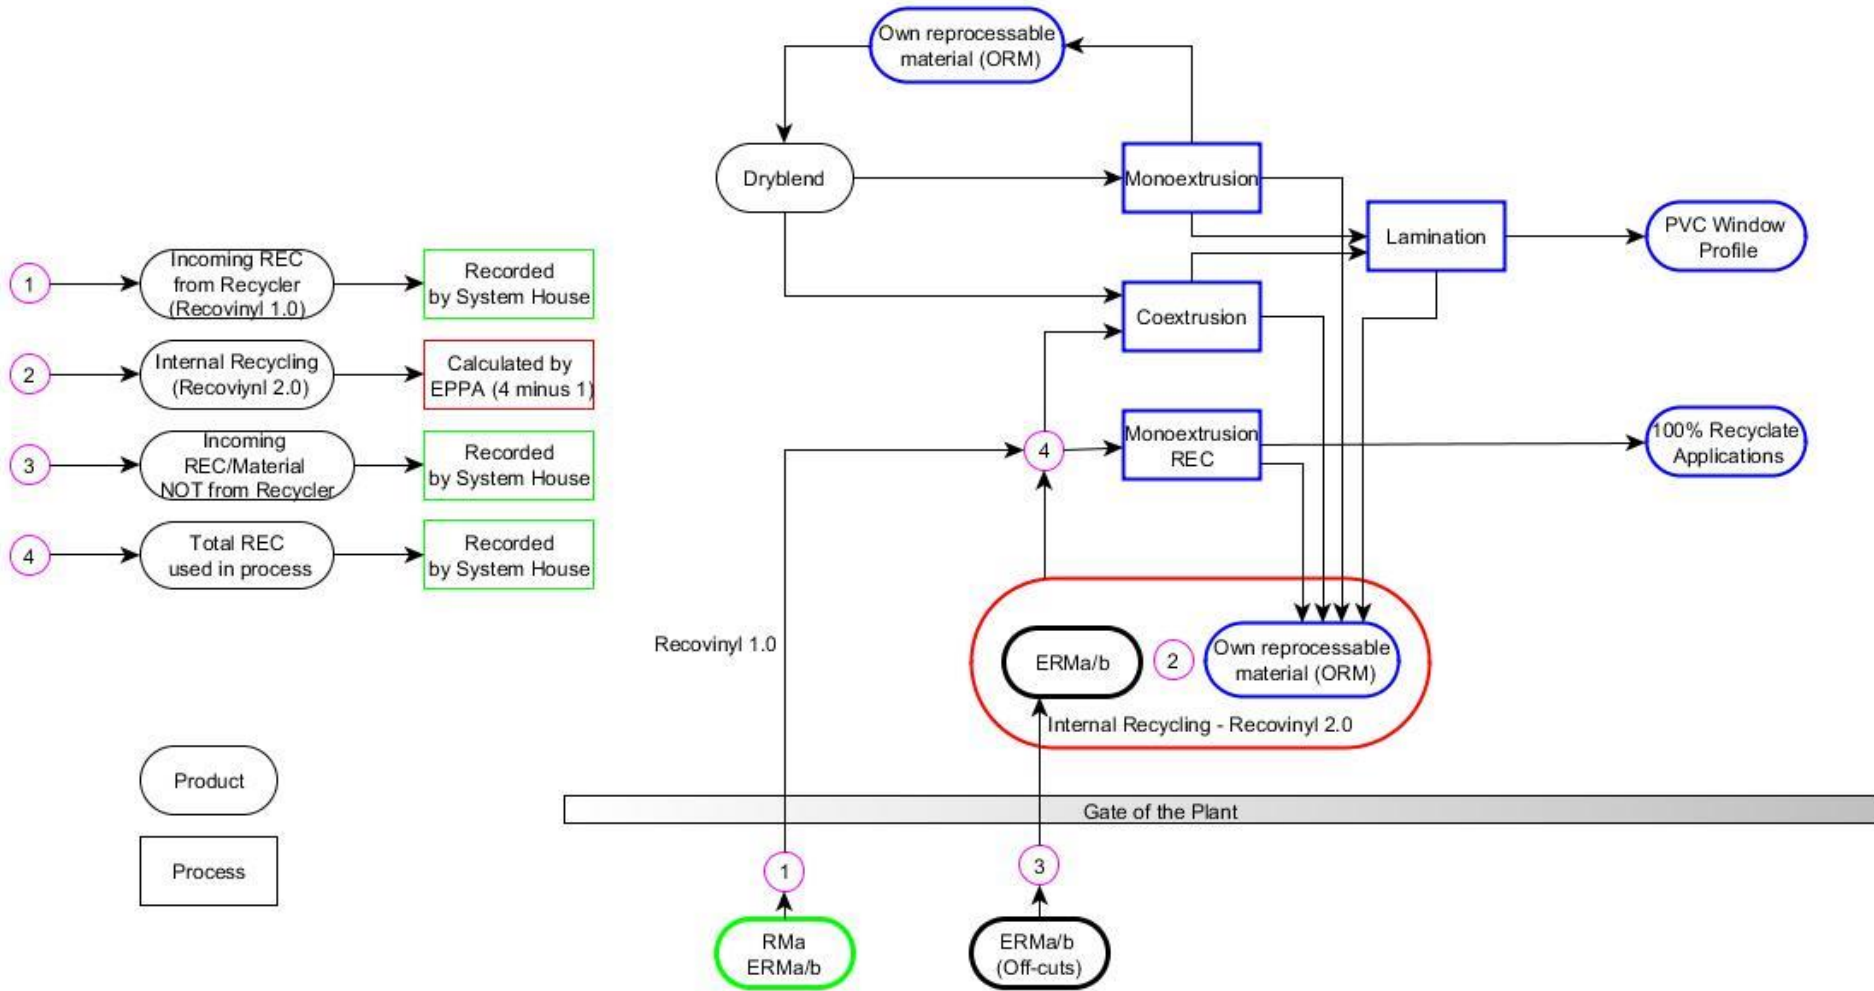 Own reprocessable
material (ORM)
Dryblend
Monoextrusion
Lamination
PVC Window
Profile
Coextrusion
1
Incoming REC
from Recycler
(Recovinyl 1.0)
Recorded
by System House
2
Internal Recycling
(Recoviynl 2.0)
Calculated by
EPPA (4 minus 1)
3
Incoming
REC/Material
NOT from Recycler
Recorded
by System House
4
Total REC
used in process
Recorded
by System House
4
Monoextrusion
REC
100% Recyclate
Applications
Recovinyl 1.0
ERMa/b
2
Own reprocessable
material (ORM)
Internal Recycling - Recovinyl 2.0
Product
Process
Gate of the Plant
1
3
RMa
ERMa/b
ERMa/b
(Off-cuts)